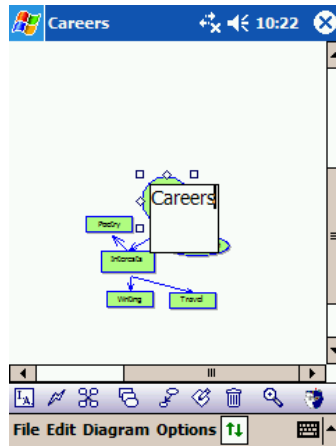 Careers 10:22
Careers
Poetry
Interests
Writing Travel
File Edit Diagram Options